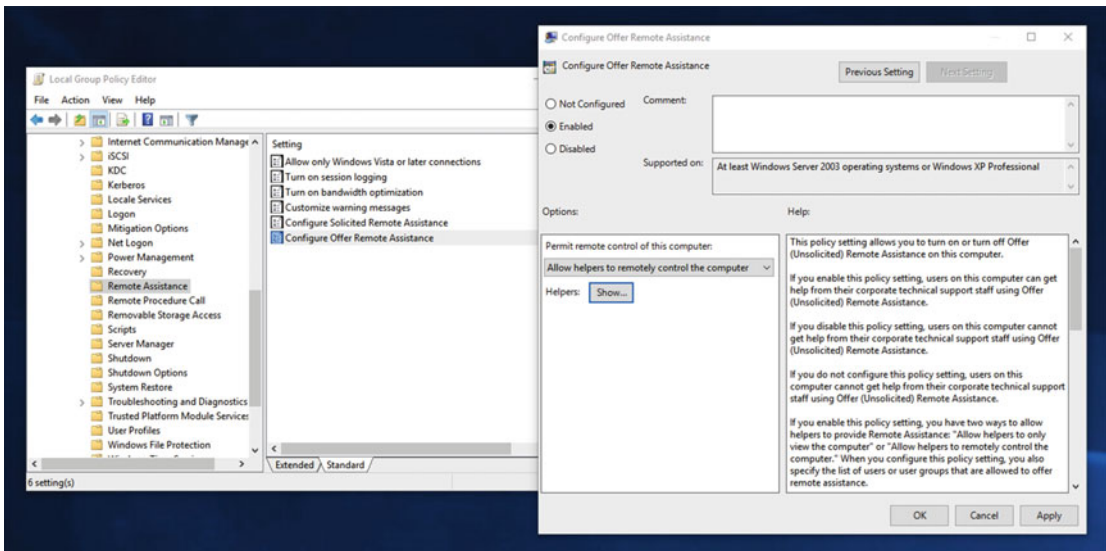 Local Group Policy Editor
File Action View Help
Internet Communication Manage
iSCSI
KDC
Kerberos
Locale Services
Logon
Mitigation Options
Net Logon
Power Management
Recovery
Remote Assistance
Remote Procedure Call
Removable Storage Access
Scripts
Server Manager
Shutdown
Shutdown Options
System Restore
Troubleshooting and Diagnostics
Trusted Platform Module Services
User Profiles
Windows File Protection
Setting
Allow only Windows Vista or later connections
Turn on session logging
Turn on bandwidth optimization
Customize warning messages
Configure Solicited Remote Assistance
Configure Offer Remote Assistance
Extended Standard
6 setting(s)
Configure Offer Remote Assistance
Configure Offer Remote Assistance
Previous Setting
Next Setting
Not Configured
Enabled
Disabled
Comment:
Supported on:
At least Windows Server 2003 operating systems or Windows XP Professional
Options:
Help:
Permit remote control of this computer:
Allow helpers to remotely control the computer
Helpers: Show...
This policy setting allows you to turn on or turn off Offer
(Unsolicited) Remote Assistance on this computer.
If you enable this policy setting, users on this computer can get
help from their corporate technical support staff using Offer
(Unsolicited) Remote Assistance.
If you disable this policy setting, users on this computer cannot
get help from their corporate technical support staff using Offer
(Unsolicited) Remote Assistance.
If you do not configure this policy setting, users on this
computer cannot get help from their corporate technical support
staff using Offer (Unsolicited) Remote Assistance.
If you enable this policy setting, you have two ways to allow
helpers to provide Remote Assistance: "Allow helpers to only
view the computer" or "Allow helpers to remotely control the
computer." When you configure this policy setting, you also
specify the list of users or user groups that are allowed to offer
remote assistance.
OK
Cancel
Apply